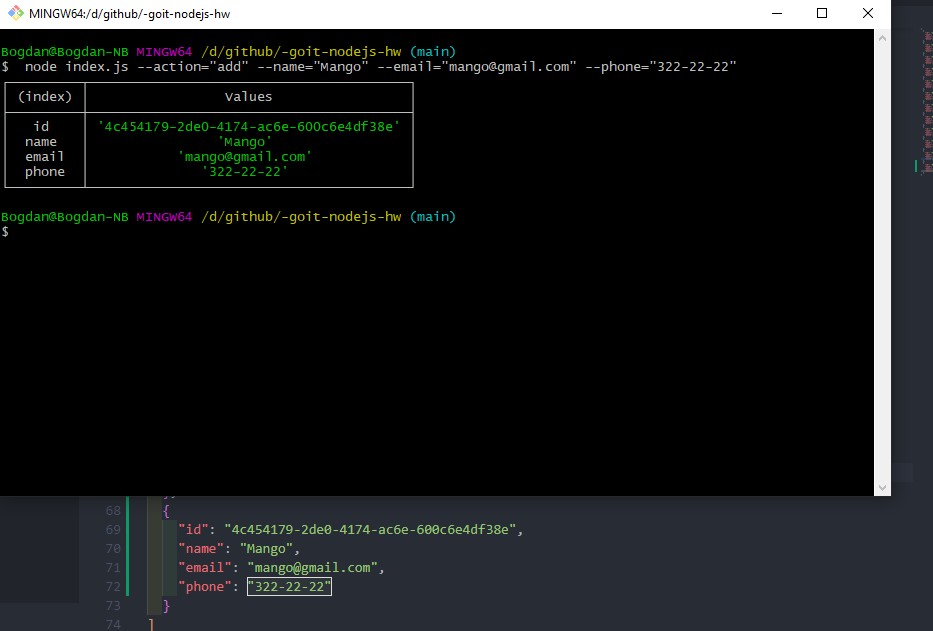 MINGW64:/d/github/-goit-nodejs-hw
Bogdan@Bogdan-NB MINGW64 /d/github/-goit-nodejs-hw (main)
$ node index.js --action="add" --name="Mango" --email="mango@gmail.com" --phone="322-22-22"
(index) Values
id '4c454179-2de0-4174-ac6e-600c6e4df38e'
name 'Mango'
email 'mango@gmail.com'
phone '322-22-22'
Bogdan@Bogdan-NB MINGW64 /d/github/-goit-nodejs-hw (main)
$
68 {
69 "id": "4c454179-2de0-4174-ac6e-600c6e4df38e",
70 "name": "Mango",
71 "email": "mango@gmail.com",
72 "phone": "322-22-22"
73 }
74 ]